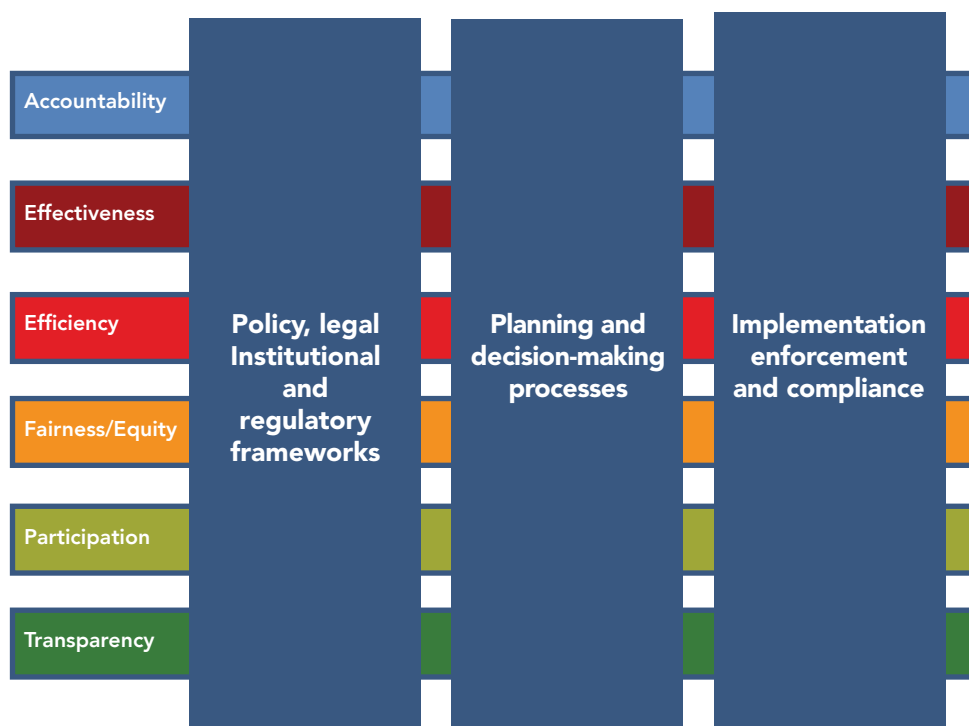 Accountability
Effectiveness
Efficiency
Fairness/Equity
Participation
Transparency
Policy, legal
Institutional
and
regulatory
frameworks
Planning and
decision-making
processes
Implementation
enforcement
and compliance